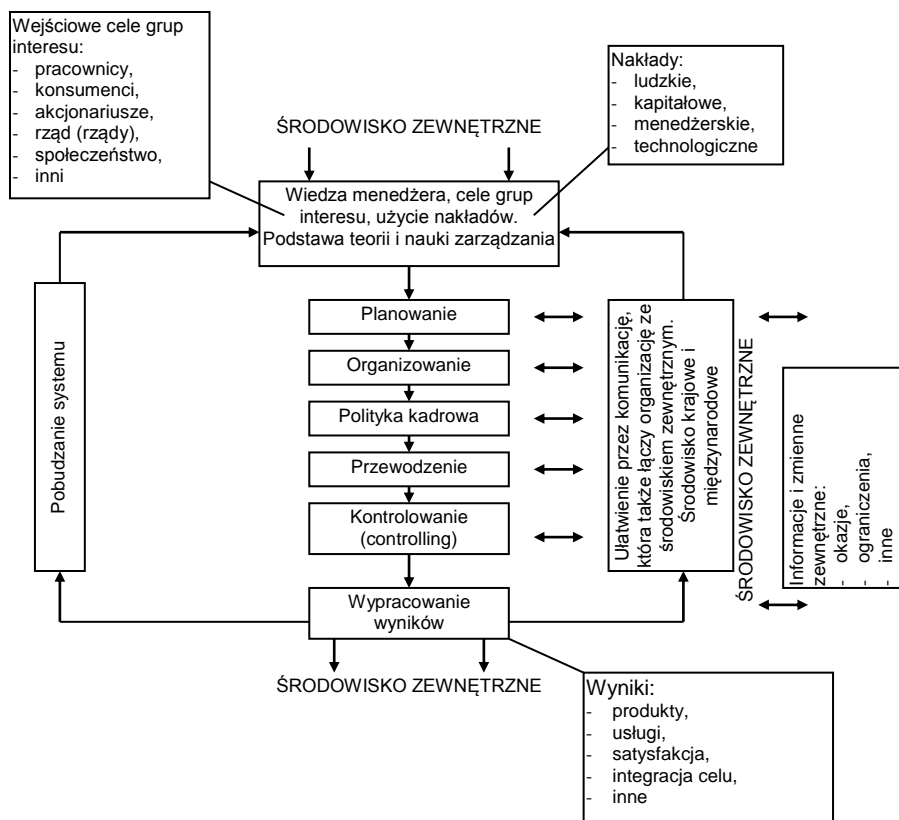 Wejściowe cele grup
interesu:
- pracownicy,
- konsumenci,
- akcjonariusze,
- rząd (rządy),
- społeczeństwo,
- inni
Nakłady:
- ludzkie,
- kapitałowe,
- menedżerskie,
- technologiczne
ŚRODOWISKO ZEWNĘTRZNE
Wiedza menedżera, cele grup
interesu, użycie nakładów.
Podstawa teorii i nauki zarządzania
Pobudzanie systemu
Planowanie
Organizowanie
Polityka kadrowa
Przewodzenie
Kontrolowanie
(controlling)
Wypracowanie
wyników
Ułatwienie przez komunikację,
która także łączy organizację ze
środowiskiem zewnętrznym.
Środowisko krajowe i
międzynarodowe
ŚRODOWISKO ZEWNĘTRZNE
Informacje i zmienne
zewnętrzne:
- okazje,
- ograniczenia,
- inne
ŚRODOWISKO ZEWNĘTRZNE
Wyniki:
- produkty,
- usługi,
- satysfakcja,
- integracja celu,
- inne